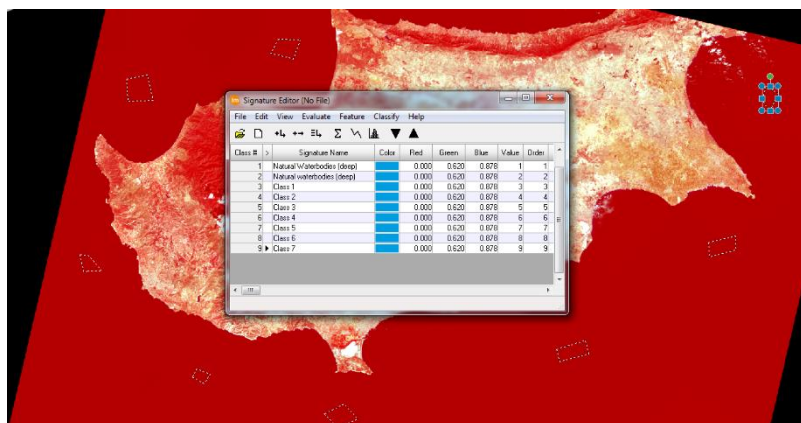 Signature Editor (No File)
File Edit View Evaluate Feature Classify Help
Class # > Signature Name Color Red Green Blue Value Order
1 Natural Waterbodies (deep) 0.000 0.620 0.878 1 1
2 Natural waterbodies (deep) 0.000 0.620 0.878 2 2
3 Class 1 0.000 0.620 0.878 3 3
4 Class 2 0.000 0.620 0.878 4 4
5 Class 3 0.000 0.620 0.878 5 5
6 Class 4 0.000 0.620 0.878 6 6
7 Class 5 0.000 0.620 0.878 7 7
8 Class 6 0.000 0.620 0.878 8 8
9 Class 7 0.000 0.620 0.878 9 9